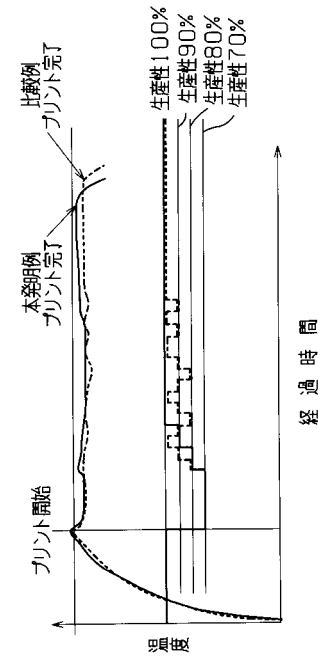 プリント開始
本発明例
プリント完了
比較例
プリント完了
生産性100%
生産性90%
生産性80%
生産性70%
温度
経過時間